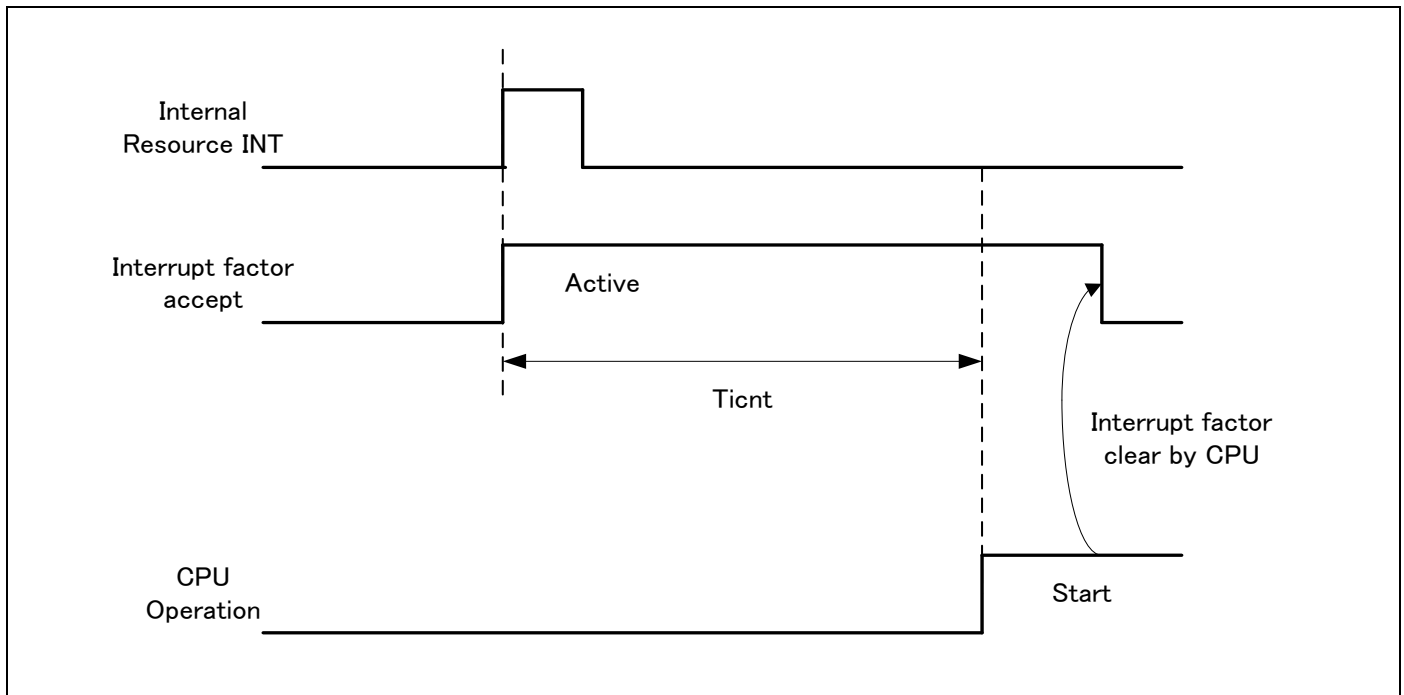 Internal
Resource INT
Interrupt factor
accept
Active
Ticnt
Interrupt factor
clear by CPU
CPU
Operation
Start